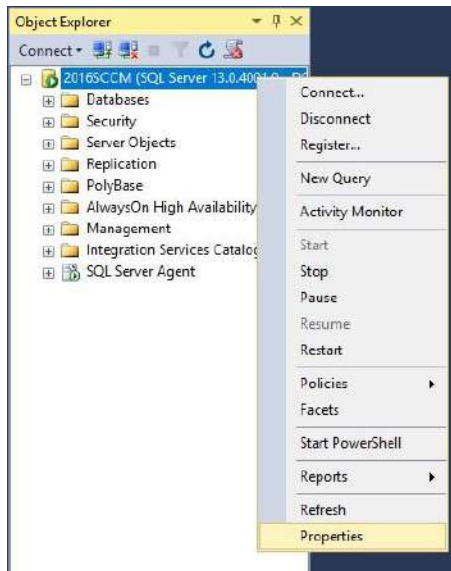 Object Explorer
Connect
2016SCCM (SQL Server 13.0.4001.0
Databases
Security
Server Objects
Replication
PolyBase
AlwaysOn High Availability
Management
Integration Services Catalog
SQL Server Agent
Connect...
Disconnect
Register...
New Query
Activity Monitor
Start
Stop
Pause
Resume
Restart
Policies
Facets
Start PowerShell
Reports
Refresh
Properties